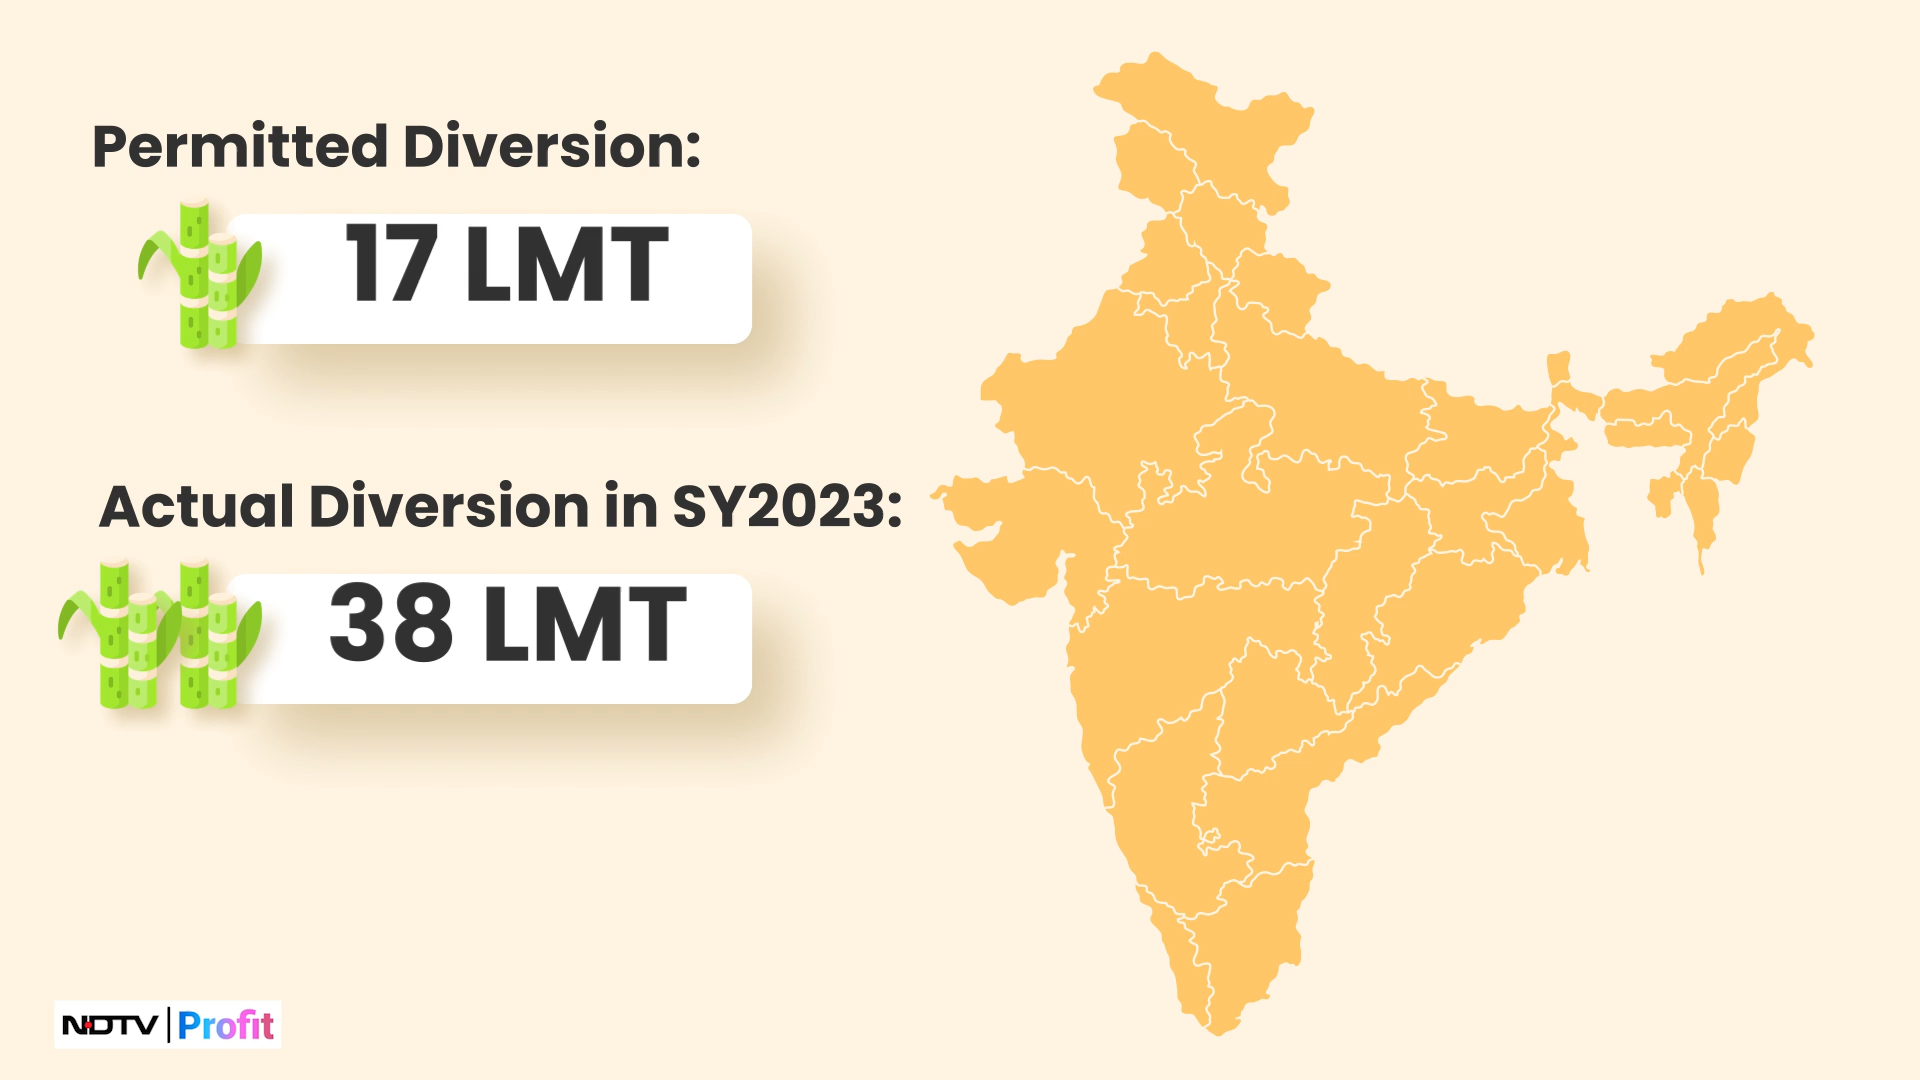 Permitted Diversion:
17 LMT
Actual Diversion in SY2023:
38 LMT
NDTV | Profit